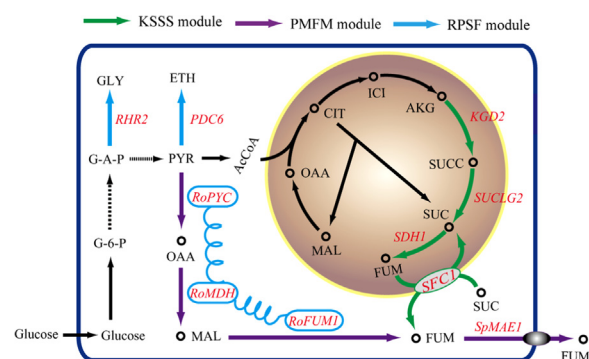 KSSS module PMFM module RPSF module
GLY ETH
ICI
RHR2 PDC6 CIT AKG
KGD2
G-A-P PYR AcCoA
OAA SUCC
RoPYC SUCLG2
SUC
G-6-P OAA MAL SDH1
FUM
SFC1
RoMDH SUC
RoFUM1
Glucose Glucose MAL FUM SpMAE1
FUM